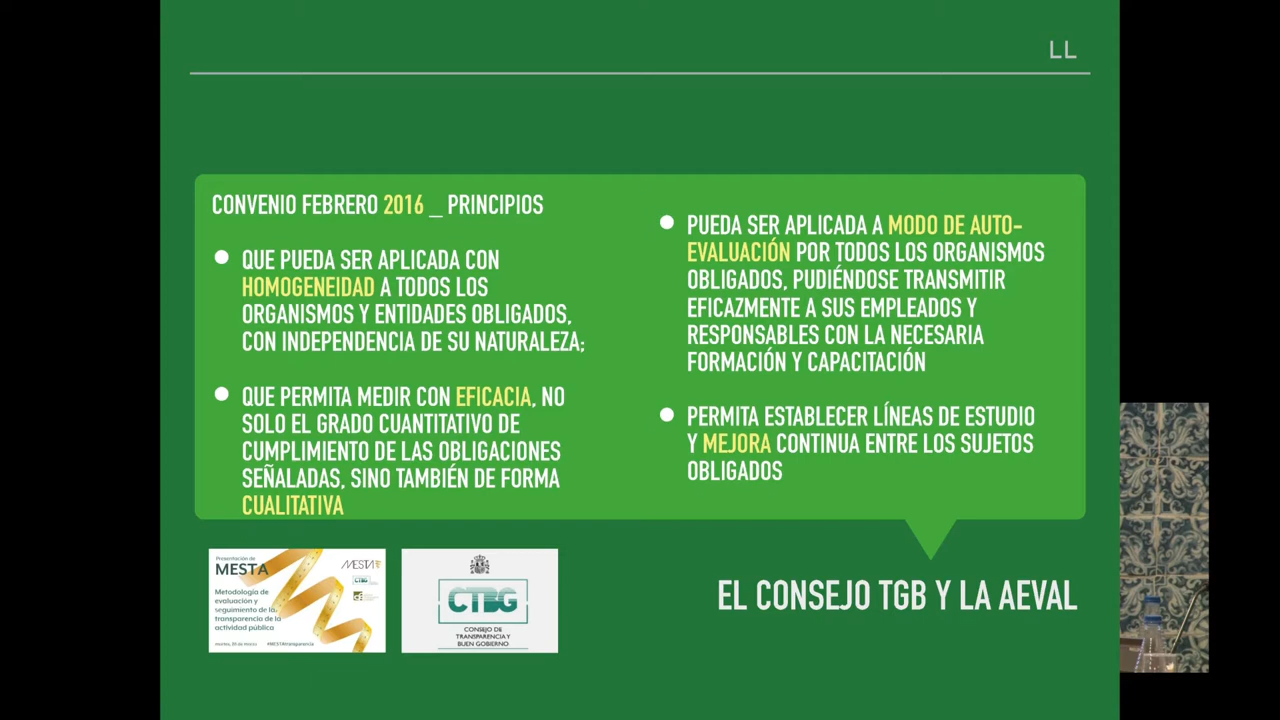 LL
CONVENIO FEBRERO 2016 _ PRINCIPIOS
QUE PUEDA SER APLICADA CON
HOMOGENEIDAD A TODOS LOS
ORGANISMOS Y ENTIDADES OBLIGADOS,
CON INDEPENDENCIA DE SU NATURALEZA;
QUE PERMITA MEDIR CON EFICACIA, NO
SOLO EL GRADO CUANTITATIVO DE
CUMPLIMIENTO DE LAS OBLIGACIONES
SEÑALADAS, SINO TAMBIÉN DE FORMA
CUALITATIVA
PUEDA SER APLICADA A MODO DE AUTO-
EVALUACIÓN POR TODOS LOS ORGANISMOS
OBLIGADOS, PUDIÉNDOSE TRANSMITIR
EFICAZMENTE A SUS EMPLEADOS Y
RESPONSABLES CON LA NECESARIA
FORMACIÓN Y CAPACITACIÓN
PERMITA ESTABLECER LÍNEAS DE ESTUDIO
Y MEJORA CONTINUA ENTRE LOS SUJETOS
OBLIGADOS
EL CONSEJO TGB Y LA AEVAL
Presentación de
MESTA
Metodología de
evaluación y
seguimiento de la
transparencia de la
actividad pública
#MESTAtransparencia
MESTA
CTBG
CTBG
CONSEJO DE
TRANSPARENCIA Y
BUEN GOBIERNO